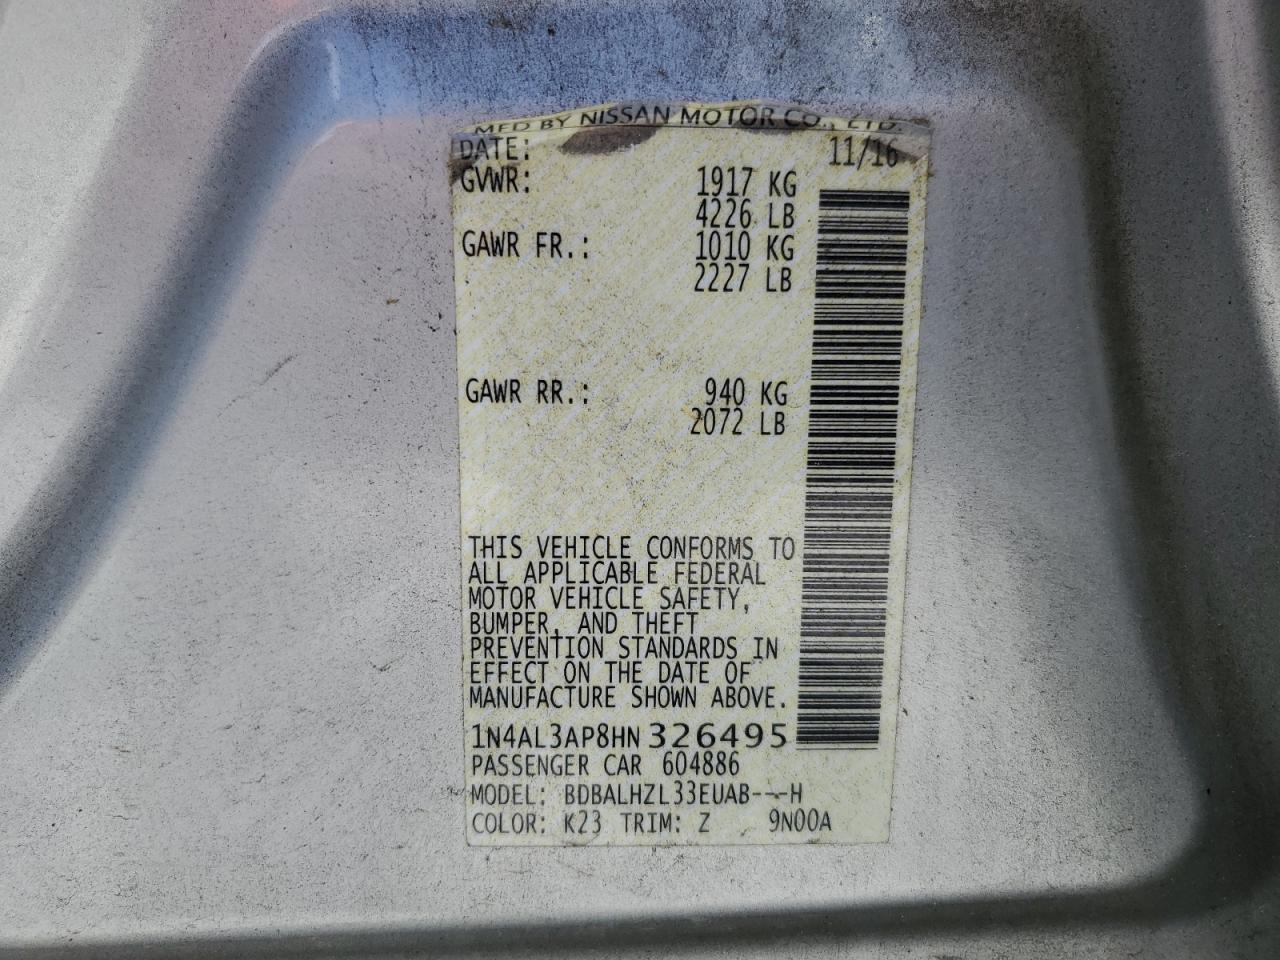 MFD BY NISSAN MOTOR CO., LTD.
DATE: 11/16
GVWR: 1917 KG
4226 LB
GAWR FR.: 1010 KG
2227 LB
GAWR RR.: 940 KG
2072 LB
THIS VEHICLE CONFORMS TO
ALL APPLICABLE FEDERAL
MOTOR VEHICLE SAFETY,
BUMPER, AND THEFT
PREVENTION STANDARDS IN
EFFECT ON THE DATE OF
MANUFACTURE SHOWN ABOVE.
1N4AL3AP8HN326495
PASSENGER CAR 604886
MODEL: BDBALHZL33EUAB---H
COLOR: K23 TRIM: Z 9N00A